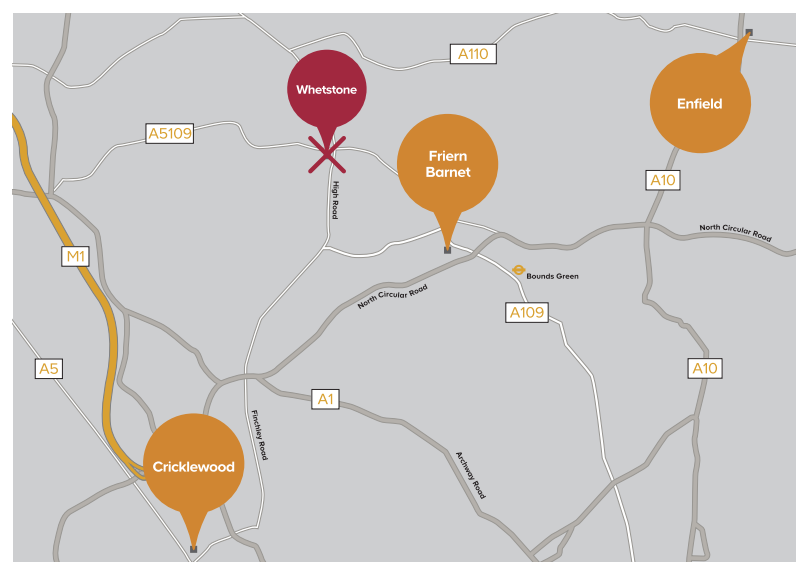 A110
Whetstone
Enfield
A5109
Friern
Barnet
A10
High Road
North Circular Road
M1
Bounds Green
North Circular Road
A109
A5
A10
A1
Finchley Road
Cricklewood
Archway Road